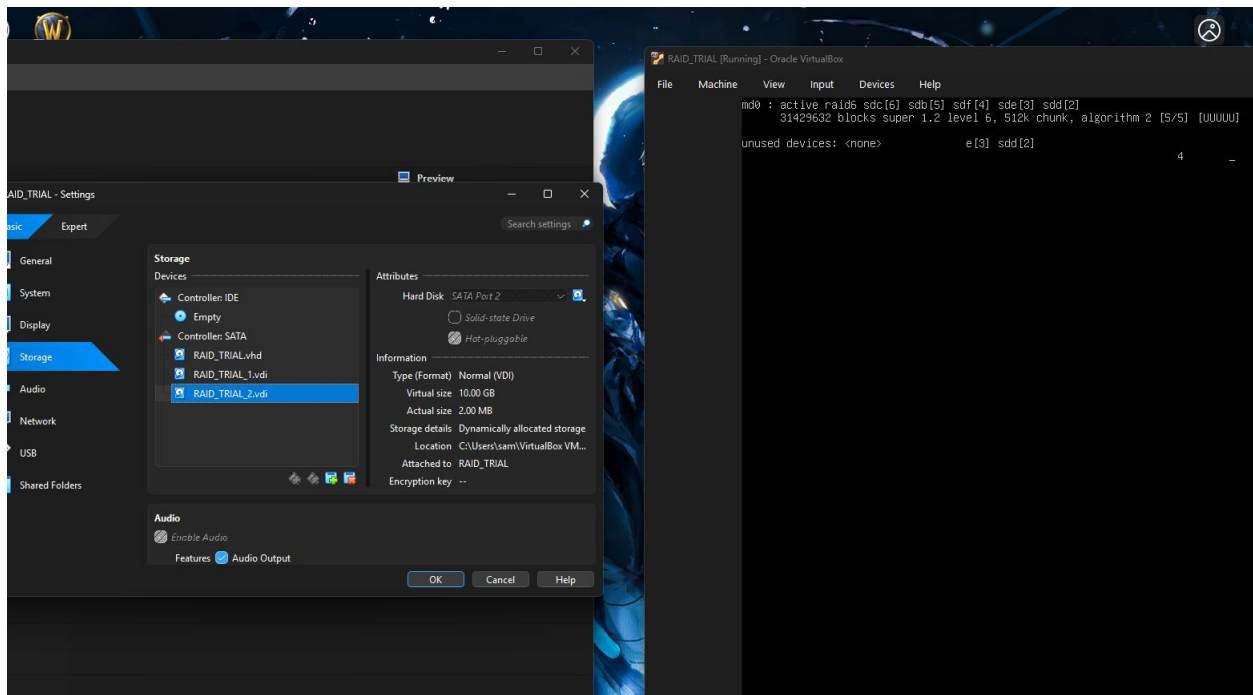 W
Preview
AID_TRIAL - Settings
asic
Expert
Search settings
General
System
Display
Storage
Audio
Network
USB
Shared Folders
Storage
Devices
Controller: IDE
Empty
Controller: SATA
RAID_TRIAL.vhd
RAID_TRIAL_1.vdi
RAID_TRIAL_2.vdi
Attributes
Hard Disk SATA Port 2
Solid-state Drive
Hot-pluggable
Information
Type (Format) Normal (VDI)
Virtual size 10.00 GB
Actual size 2.00 MB
Storage details Dynamically allocated storage
Location C:\Users\sam\VirtualBox VM...
Attached to RAID_TRIAL
Encryption key --
Audio
Enable Audio
Features Audio Output
OK
Cancel
Help
RAID_TRIAL [Running] - Oracle VirtualBox
File Machine View Input Devices Help
md0 : active raid6 sdc[6] sdb[5] sdf[4] sde[3] sdd[2]
31429632 blocks super 1.2 level 6, 512k chunk, algorithm 2 [5/5] [UUUUU]
unused devices: <none> e[3] sdd[2]
4 _